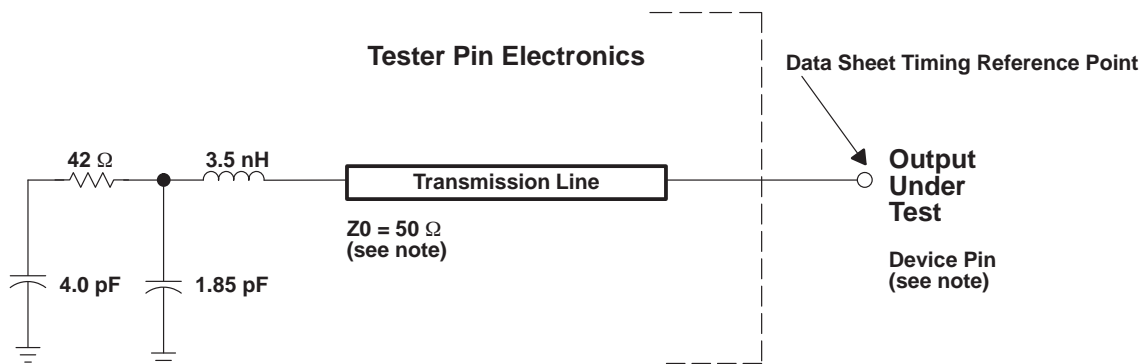 Tester Pin Electronics
Data Sheet Timing Reference Point
42 Ω
3.5 nH
Transmission Line
Output
Under
Test
Z0 = 50 Ω
(see note)
Device Pin
(see note)
4.0 pF
1.85 pF